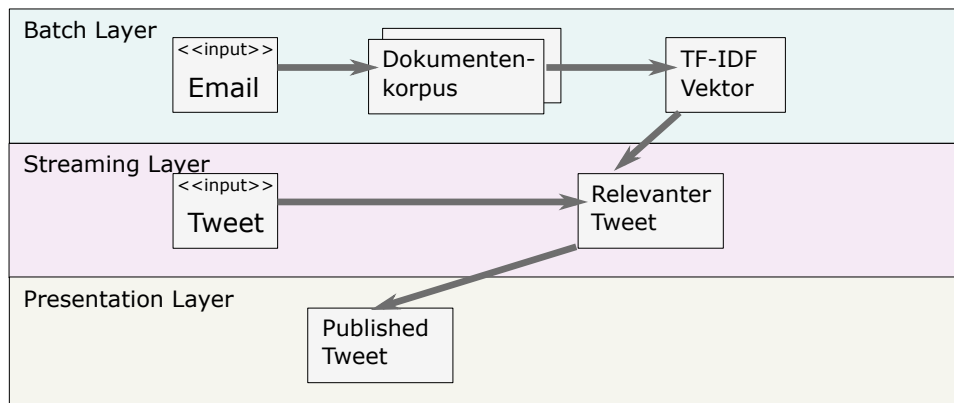 Batch Layer
<<input>>
Email
Dokumenten-
korpus
TF-IDF
Vektor
Streaming Layer
<<input>>
Tweet
Relevanter
Tweet
Presentation Layer
Published
Tweet